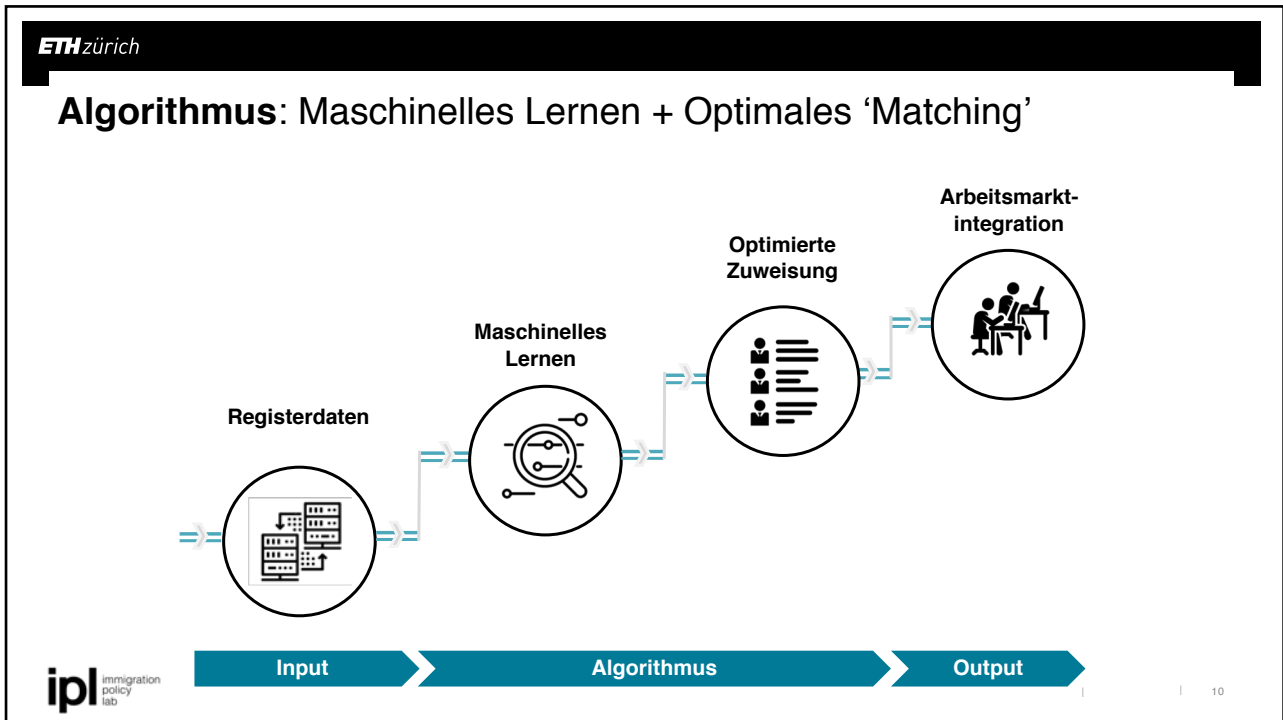 ETH zürich
Algorithmus: Maschinelles Lernen + Optimales ‘Matching’
Registerdaten
Maschinelles
Lernen
Optimierte
Zuweisung
Arbeitsmarkt-
integration
Input
Algorithmus
Output
ipl immigration
policy
lab
| | 10